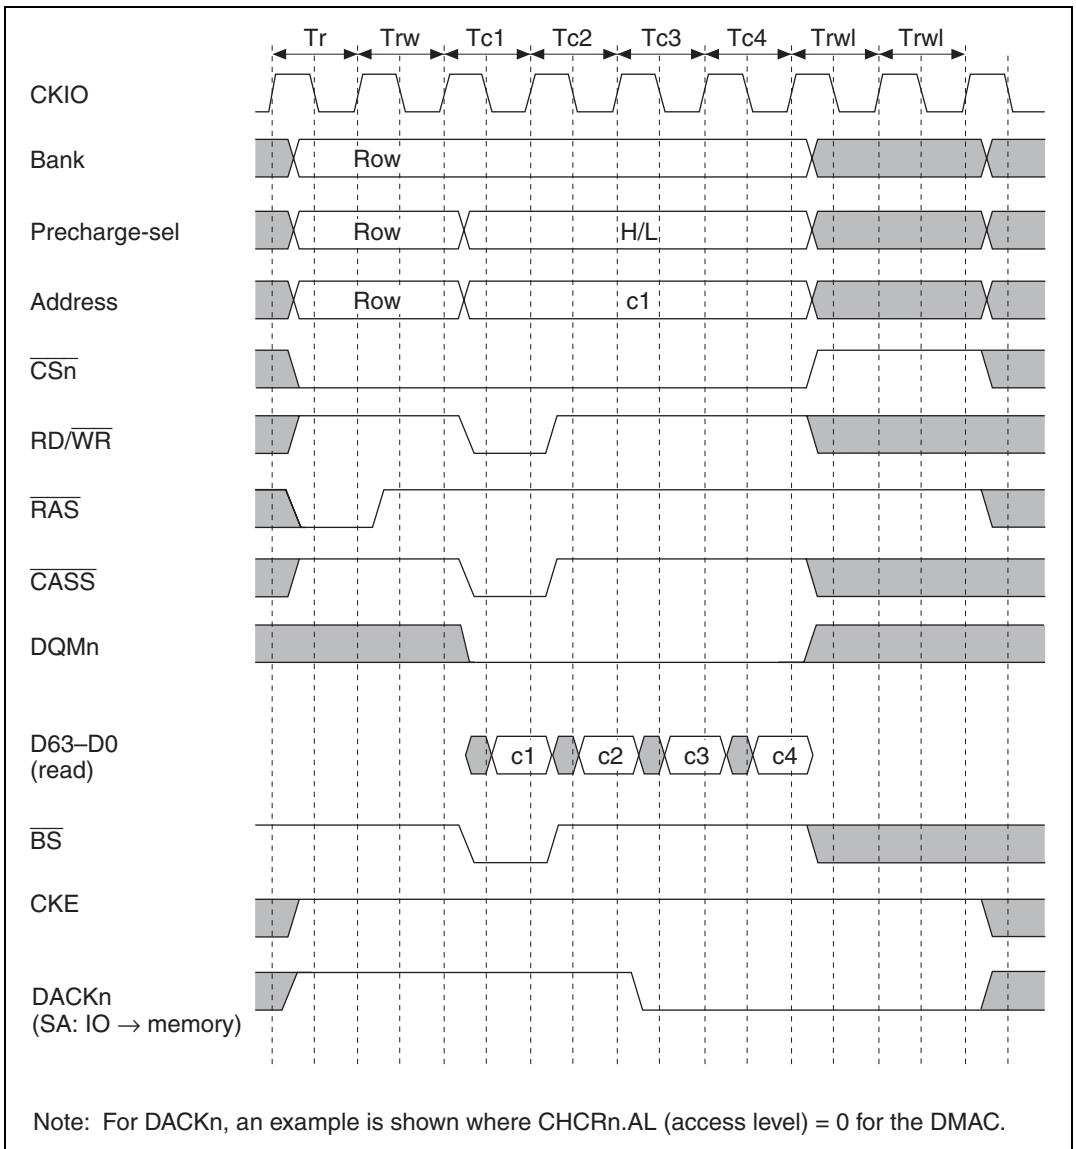 Tr Trw Tc1 Tc2 Tc3 Tc4 Trwl Trwl
CKIO
Bank Row
Precharge-sel Row H/L
Address Row c1
CSn
RD/WR
RAS
CASS
DQMn
D63–D0
(read) c1 c2 c3 c4
BS
CKE
DACKn
(SA: IO → memory)
Note: For DACKn, an example is shown where CHCRn.AL (access level) = 0 for the DMAC.